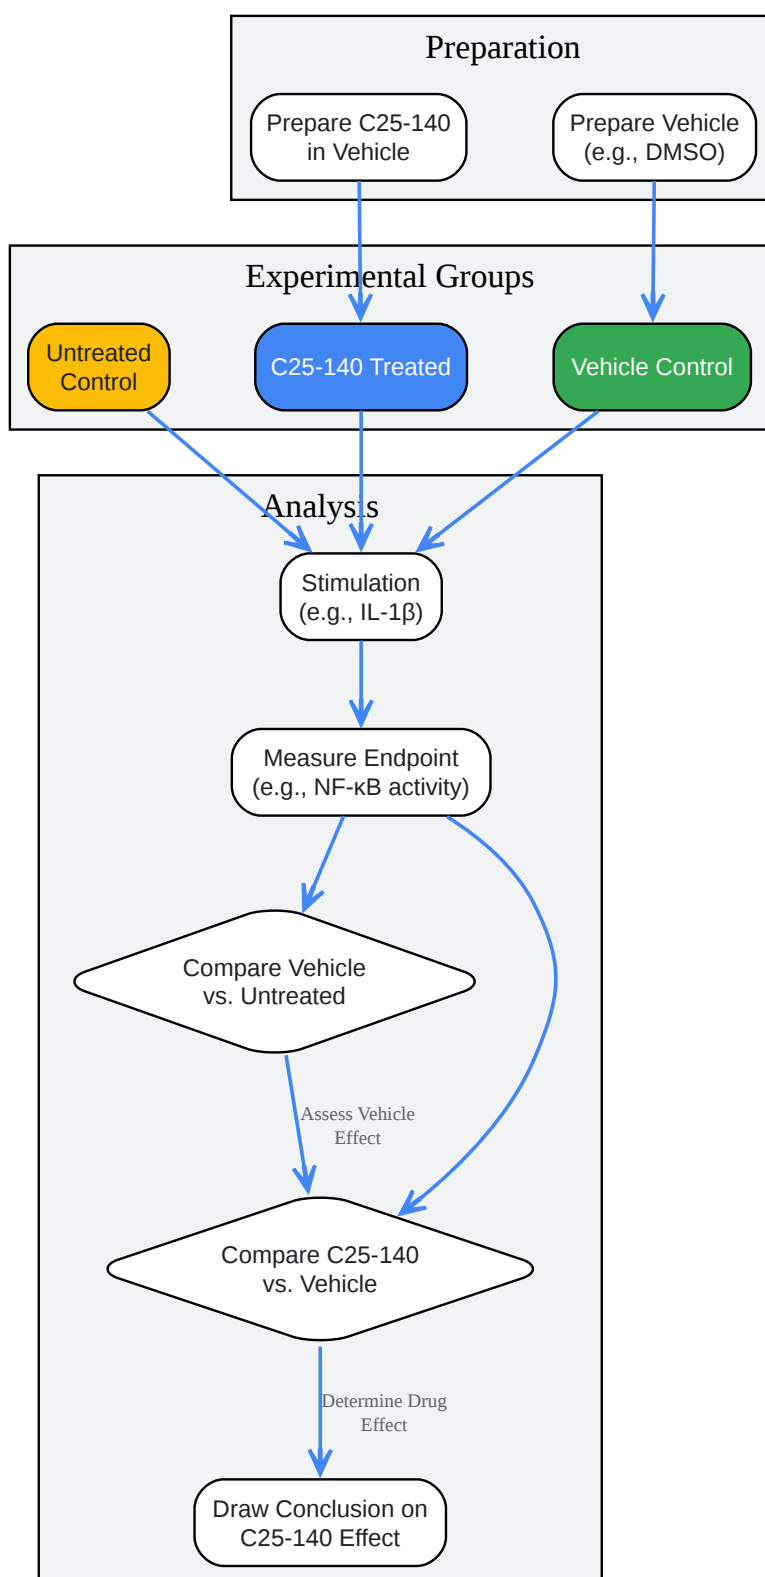 Preparation
Prepare C25-140
in Vehicle
Prepare Vehicle
(e.g., DMSO)
Experimental Groups
Untreated
Control
C25-140 Treated
Vehicle Control
Analysis
Stimulation
(e.g., IL-1β)
Measure Endpoint
(e.g., NF-κB activity)
Compare Vehicle
vs. Untreated
Assess Vehicle
Effect
Compare C25-140
vs. Vehicle
Determine Drug
Effect
Draw Conclusion on
C25-140 Effect